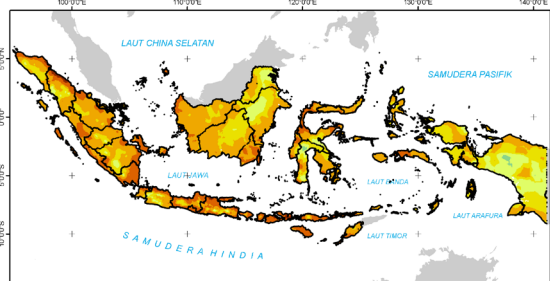 100°0'0"E 110°0'0"E 120°0'0"E 130°0'0"E 140°0'0"E
LAUT CHINA SELATAN
SAMUDERA PASIFIK
5°0'0"N
0°0'0"
LAUT JAWA
LAUT BANDA
5°0'0"S
LAUT ARAFURA
SAMUDERA HINDIA
LAUT TIMOR
10°0'0"S